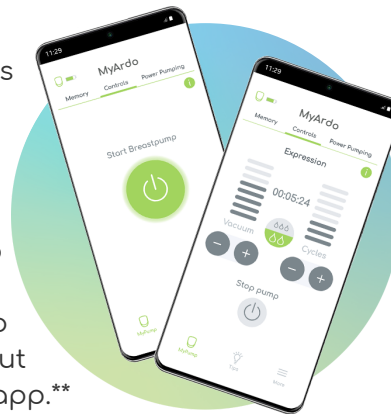 s
o
o
ut
app.**
11:29
MyArdo
Memory Controls Power Pumping
Start Breastpump
MyPump
11:29
MyArdo
Memory Controls Power Pumping
Expression
00:05:24
Vacuum Cycles
Stop pump
MyPump Tips More